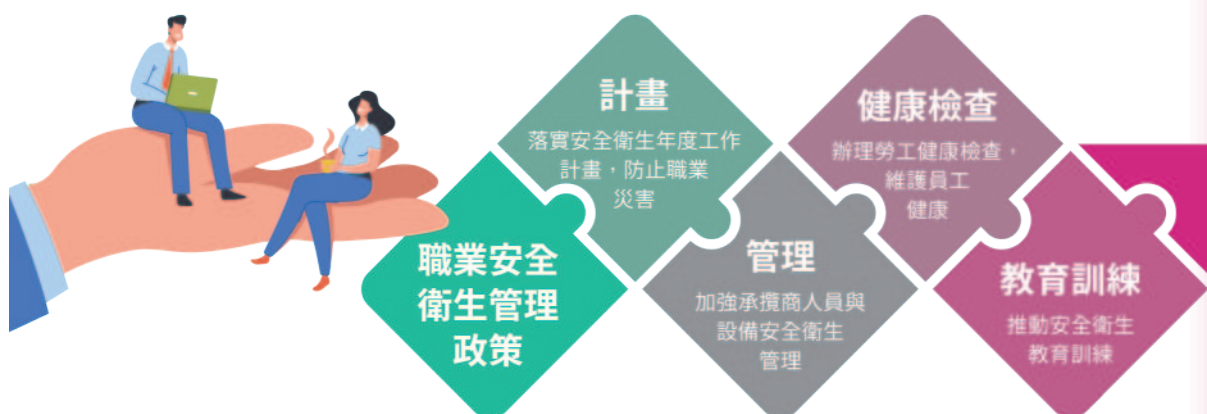 職業安全
衛生管理
政策
計畫
落實安全衛生年度工作
計畫，防止職業
災害
管理
加強承攬商人員與
設備安全衛生
管理
健康檢查
辦理勞工健康檢查，
維護員工
健康
教育訓練
推動安全衛生
教育訓練